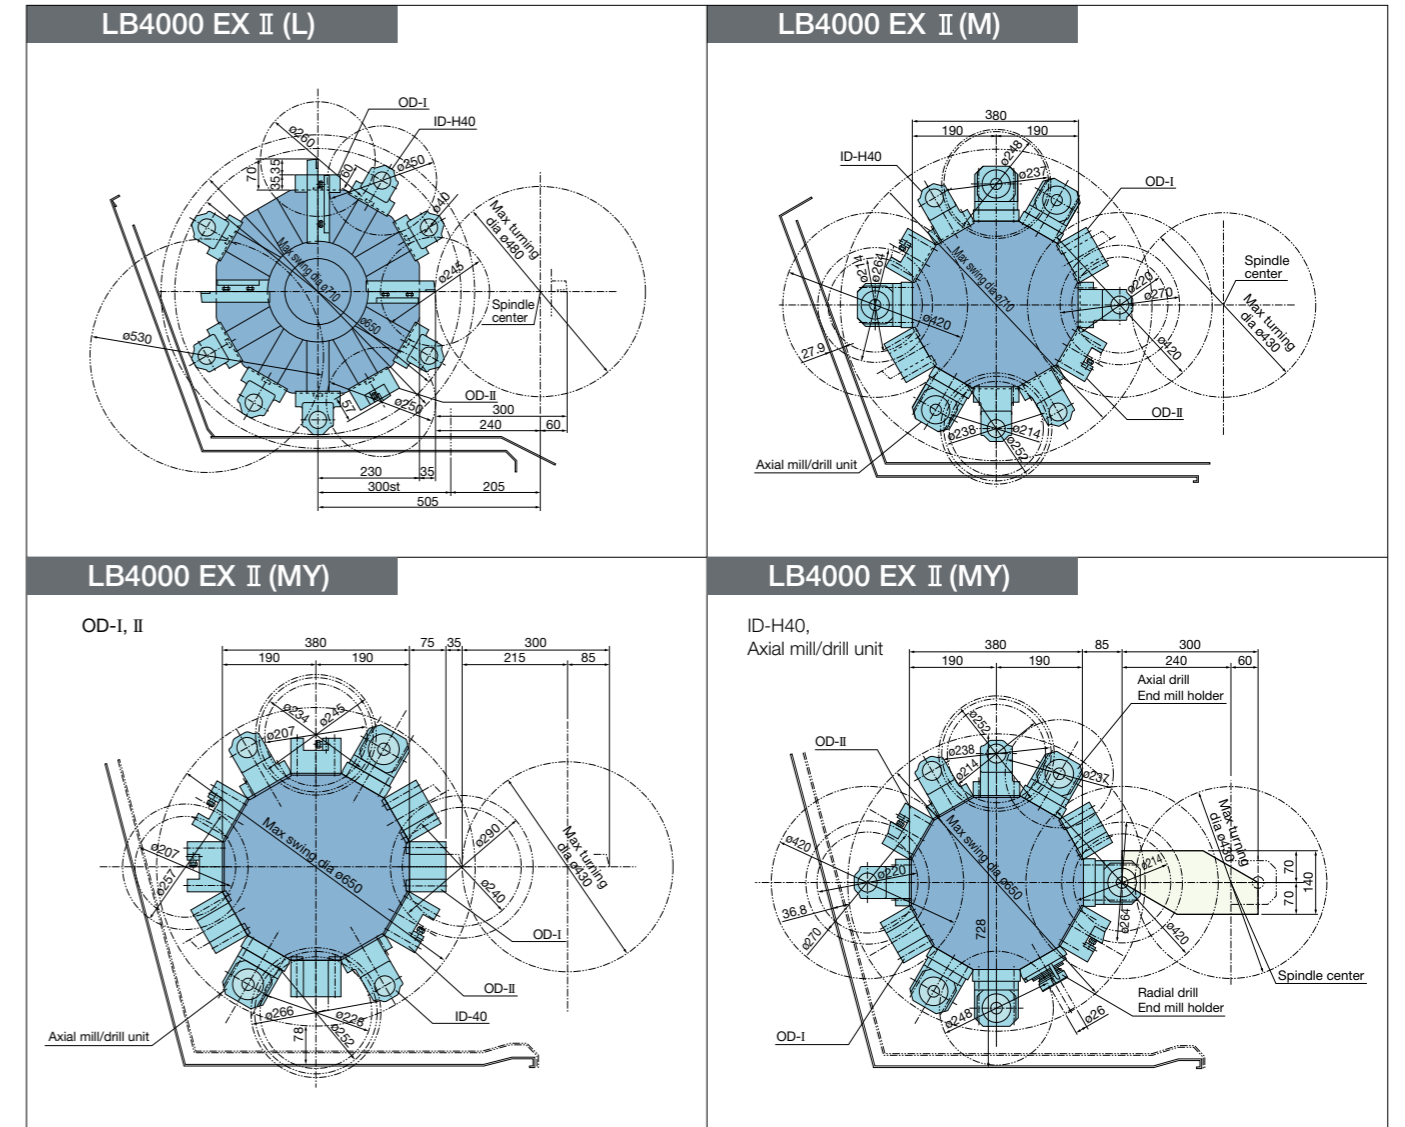 LB4000 EX Ⅱ (L)
OD-I
ID-H40
ø260
ø250
70
35
35
60
ø40
Max turning
dia ø480
Max swing dia ø710
ø245
Spindle
center
ø650
ø530
57
ø250
OD-Ⅱ
300
240
60
230
35
300st
205
505
LB4000 EX Ⅱ (M)
380
190
190
ID-H40
ø248
ø237
OD-I
Max swing dia ø710
ø214
ø264
Spindle
center
ø220
ø270
Max turning
dia ø430
ø420
27.9
ø420
OD-Ⅱ
ø238
ø214
ø252
Axial mill/drill unit
LB4000 EX Ⅱ (MY)
OD-I, Ⅱ
380
75
35
300
190
190
215
85
ø234
ø245
ø207
Max swing dia ø650
ø290
Max turning
dia ø430
ø207
ø257
ø240
OD-I
OD-Ⅱ
ø266
ø226
ID-40
78
ø252
Axial mill/drill unit
LB4000 EX Ⅱ (MY)
ID-H40,
Axial mill/drill unit
380
85
300
190
190
240
60
Axial drill
End mill holder
ø252
OD-Ⅱ
ø238
ø214
ø237
Max swing dia ø650
Max turning
dia ø430
ø420
ø220
ø214
70
70
140
36.8
ø270
728
ø264
ø420
Spindle center
Radial drill
End mill holder
ø248
ø26
OD-I